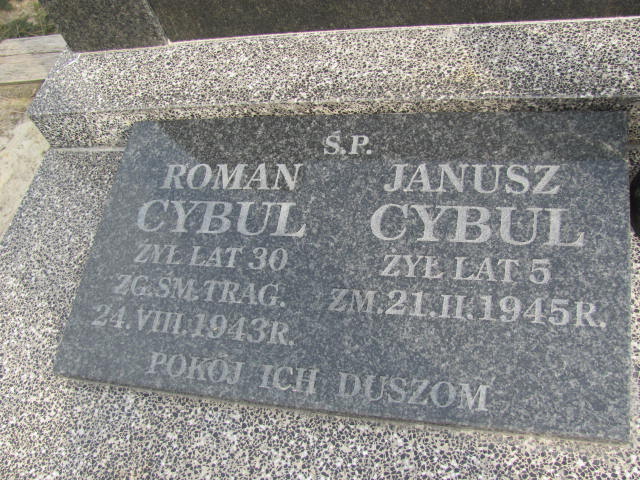 Ś.P.
ROMAN
CYBUL
ŻYŁ LAT 30
ZG.ŚM.TRAG.
24.VIII.1943R.
JANUSZ
CYBUL
ŻYŁ LAT 5
ZM.21.II.1945R.
POKÓJ ICH DUSZOM